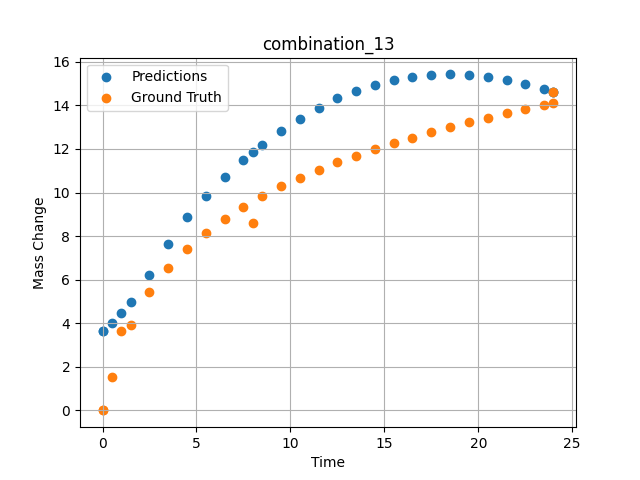 combination_13
16
14
12
10
8
6
4
2
0
Mass Change
Predictions
Ground Truth
0 5 10 15 20 25
Time